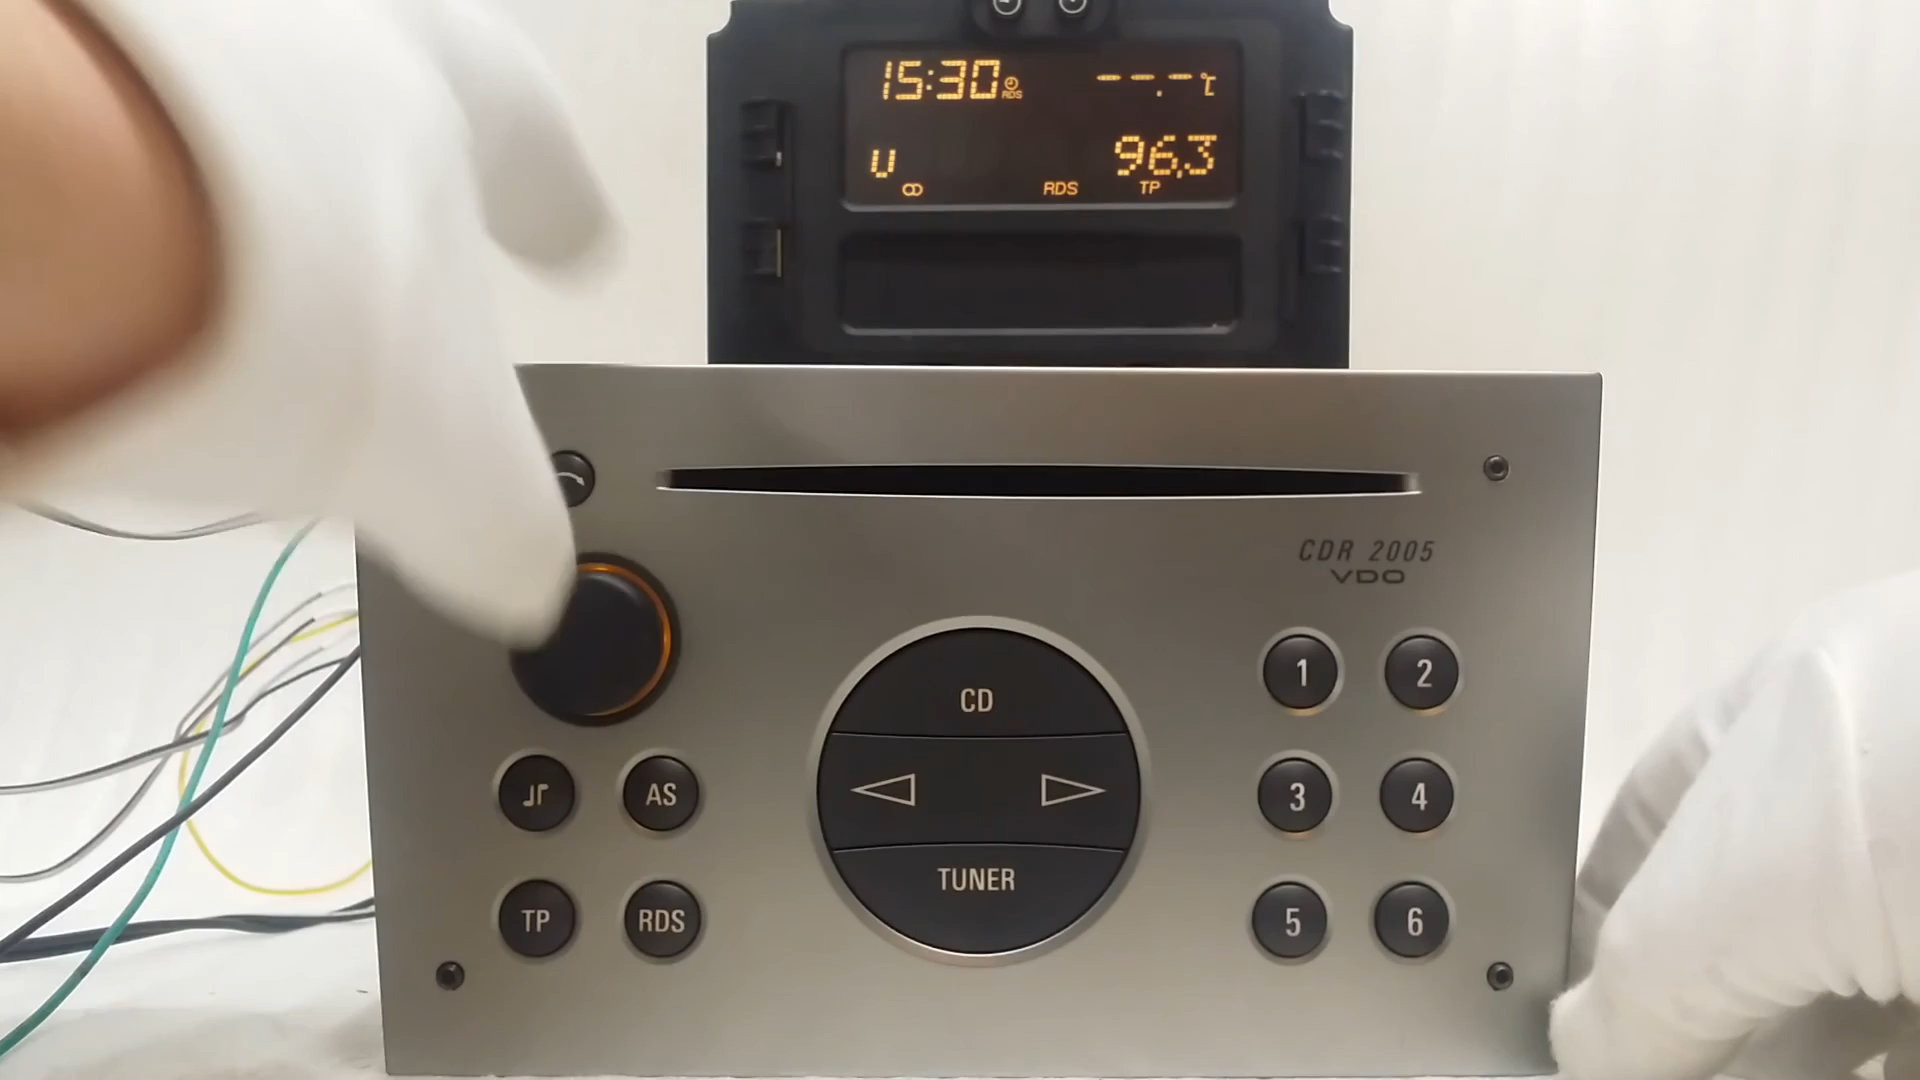 15:30 RDS --.-°C
U 96,3
RDS TP
CDR 2005
VDO
CD
TUNER
AS
TP RDS
1 2
3 4
5 6